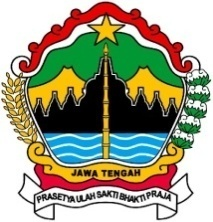 JAWA TENGAH
PRASETYA ULAH SAKTI BHAKTI PRAJA